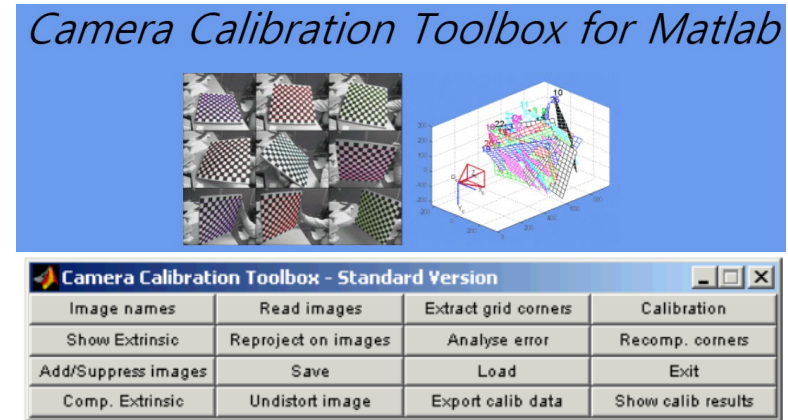 Camera Calibration Toolbox for Matlab
10
22
Camera Calibration Toolbox - Standard Version
Image names Read images Extract grid corners Calibration
Show Extrinsic Reproject on images Analyse error Recomp. corners
Add/Suppress images Save Load Exit
Comp. Extrinsic Undistort image Export calib data Show calib results